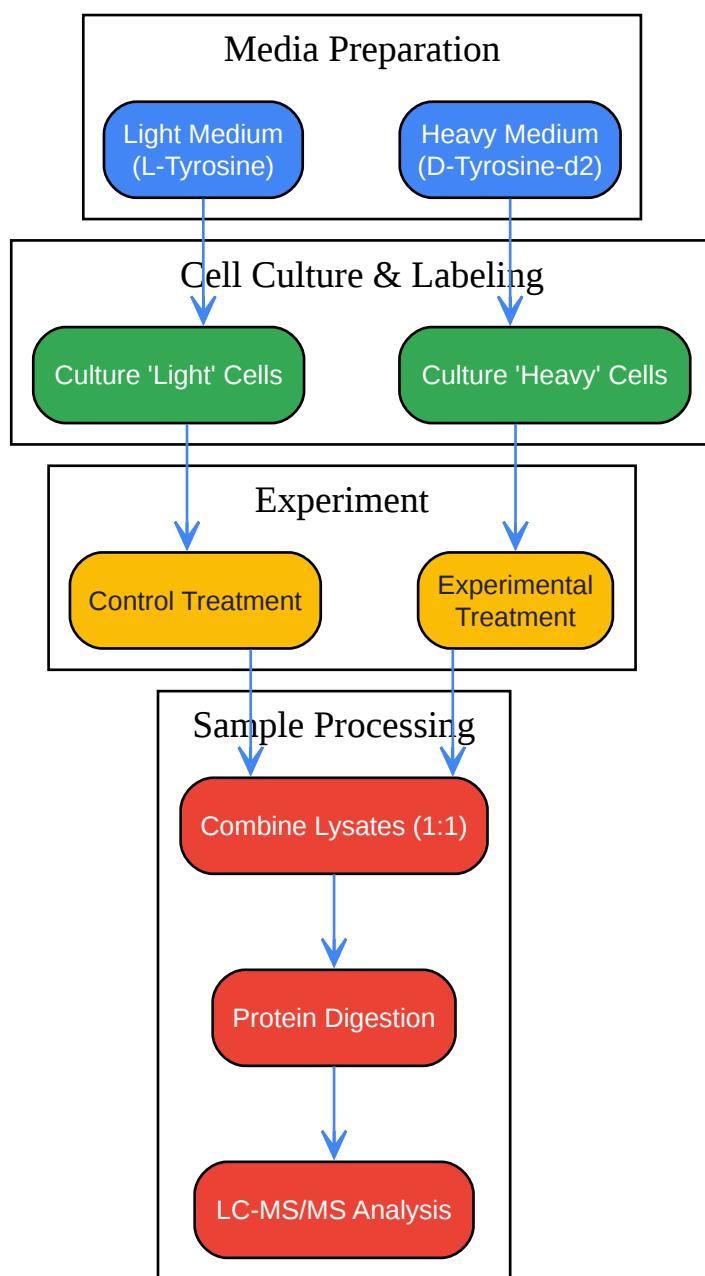 Media Preparation
Light Medium
(L-Tyrosine)
Heavy Medium
(D-Tyrosine-d2)
Cell Culture & Labeling
Culture 'Light' Cells
Culture 'Heavy' Cells
Experiment
Control Treatment
Experimental
Treatment
Sample Processing
Combine Lysates (1:1)
Protein Digestion
LC-MS/MS Analysis